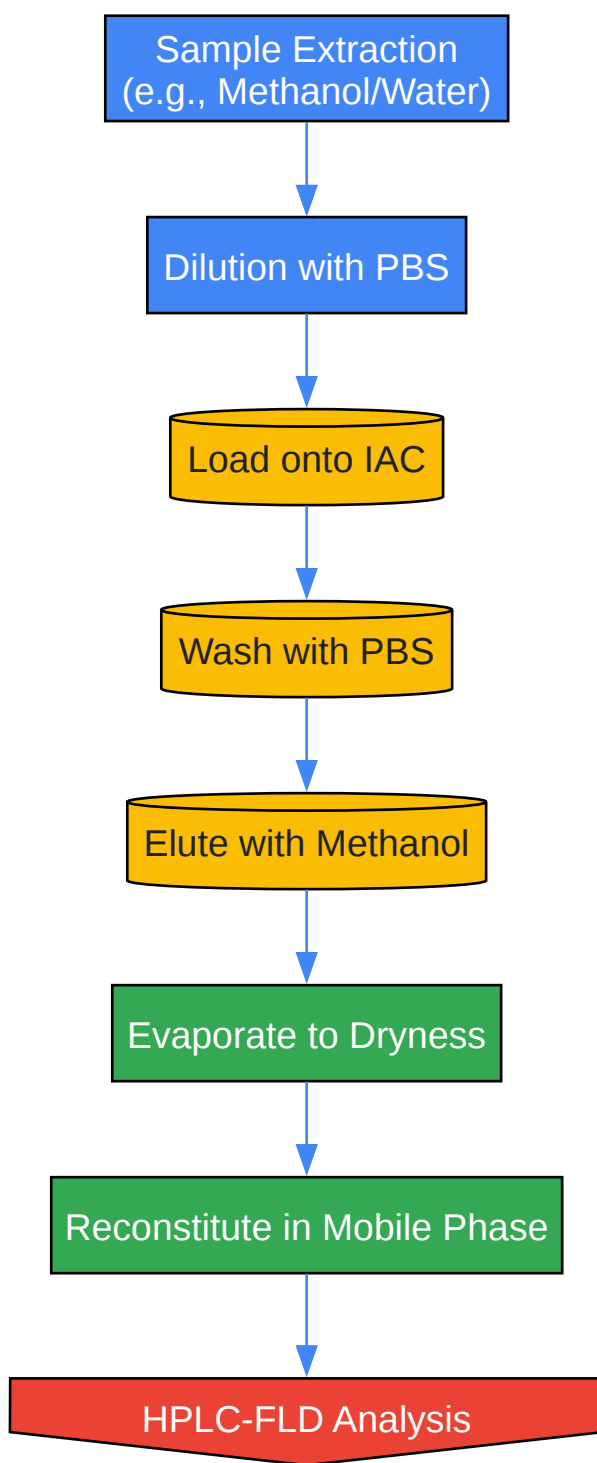 Sample Extraction
(e.g., Methanol/Water)
Dilution with PBS
Load onto IAC
Wash with PBS
Elute with Methanol
Evaporate to Dryness
Reconstitute in Mobile Phase
HPLC-FLD Analysis